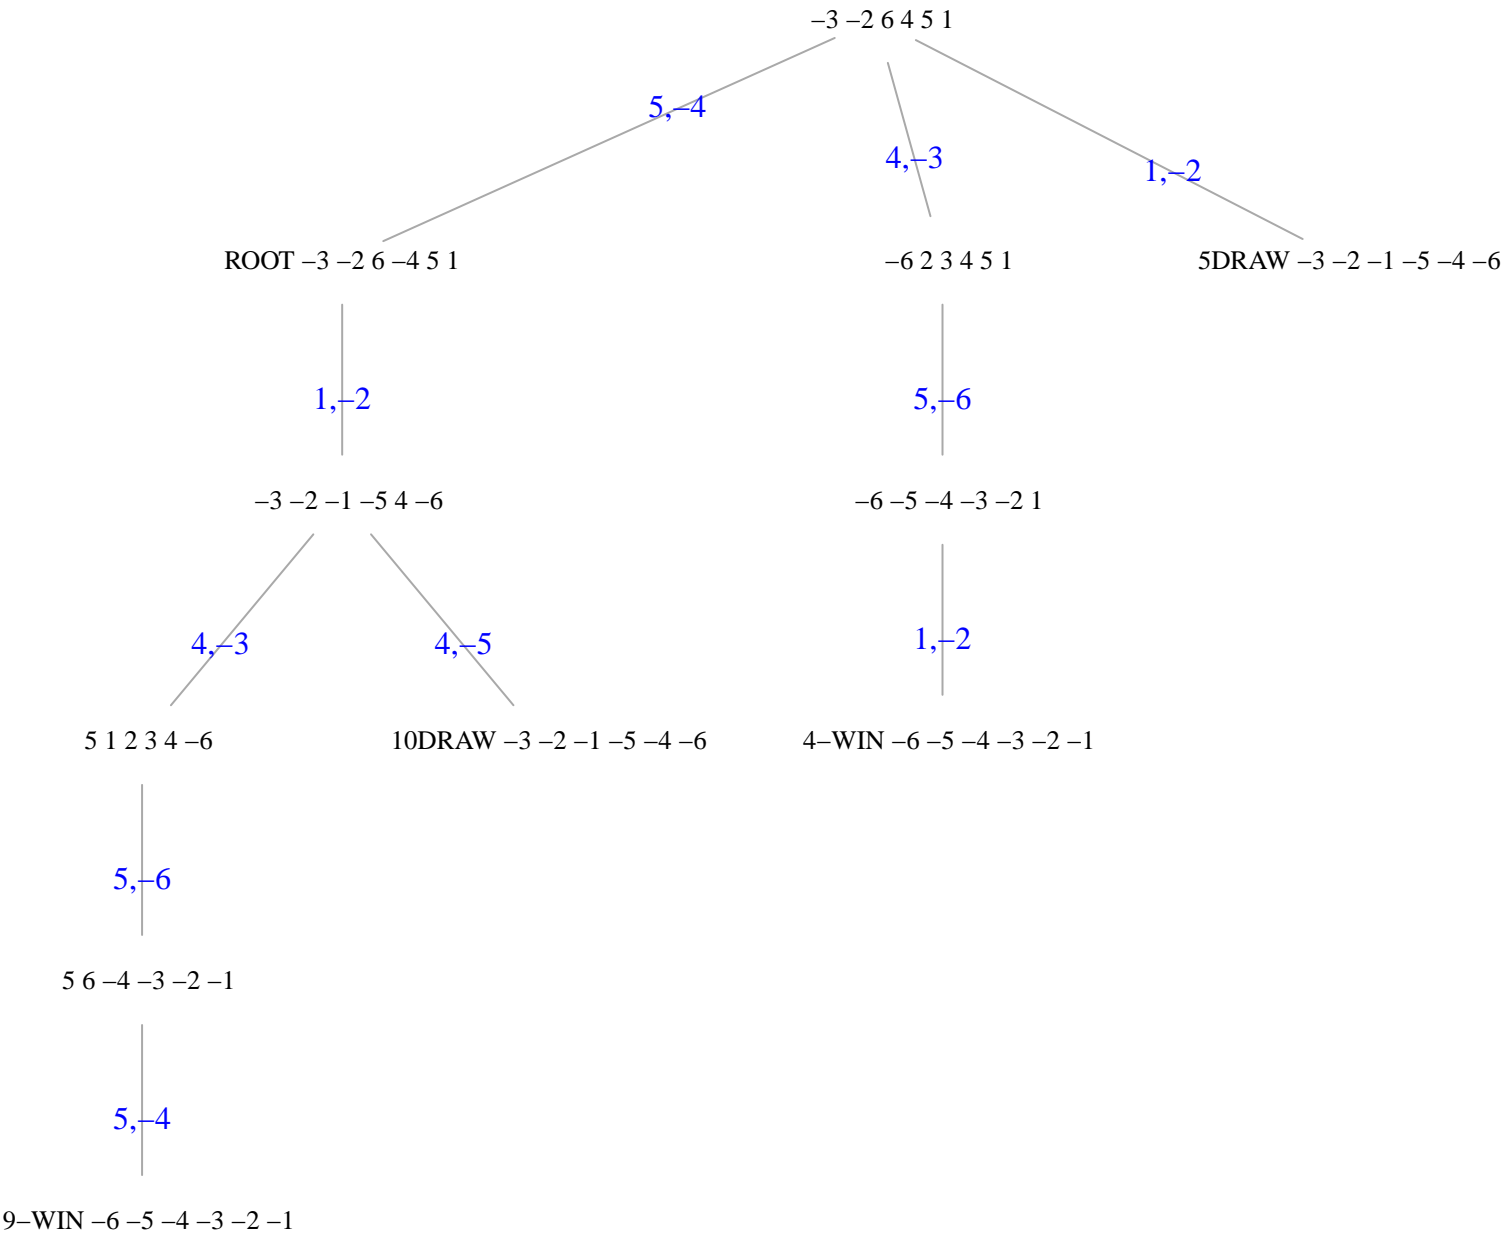 –3 –2 6 4 5 1
5,–4
4,–3
1,–2
ROOT –3 –2 6 –4 5 1
–6 2 3 4 5 1
5DRAW –3 –2 –1 –5 –4 –6
1,–2
5,–6
–3 –2 –1 –5 4 –6
–6 –5 –4 –3 –2 1
4,–3
4,–5
1,–2
5 1 2 3 4 –6
10DRAW –3 –2 –1 –5 –4 –6
4–WIN –6 –5 –4 –3 –2 –1
5,–6
5 6 –4 –3 –2 –1
5,–4
9–WIN –6 –5 –4 –3 –2 –1